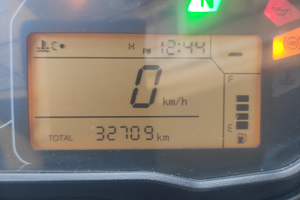 N
C H PM 12:44
F
0 km/h
E
TOTAL 32709 km